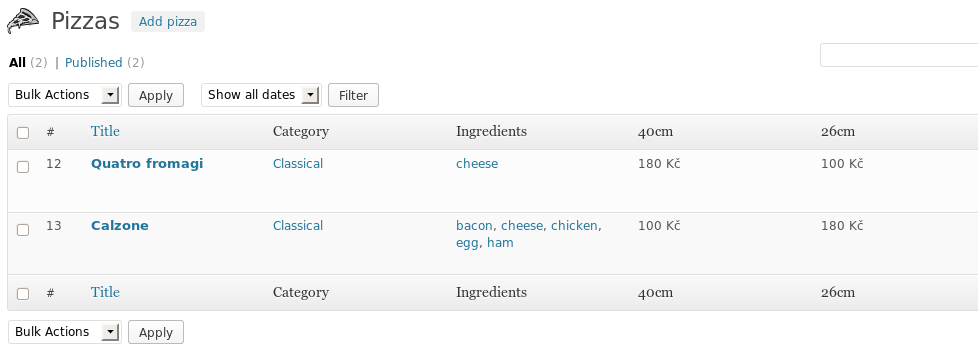 Pizzas Add pizza
All (2) | Published (2)
Bulk Actions Apply Show all dates Filter
# Title Category Ingredients 40cm 26cm
12 Quatro fromagi Classical cheese 180 Kč 100 Kč
13 Calzone Classical bacon, cheese, chicken, 100 Kč 180 Kč
egg, ham
# Title Category Ingredients 40cm 26cm
Bulk Actions Apply